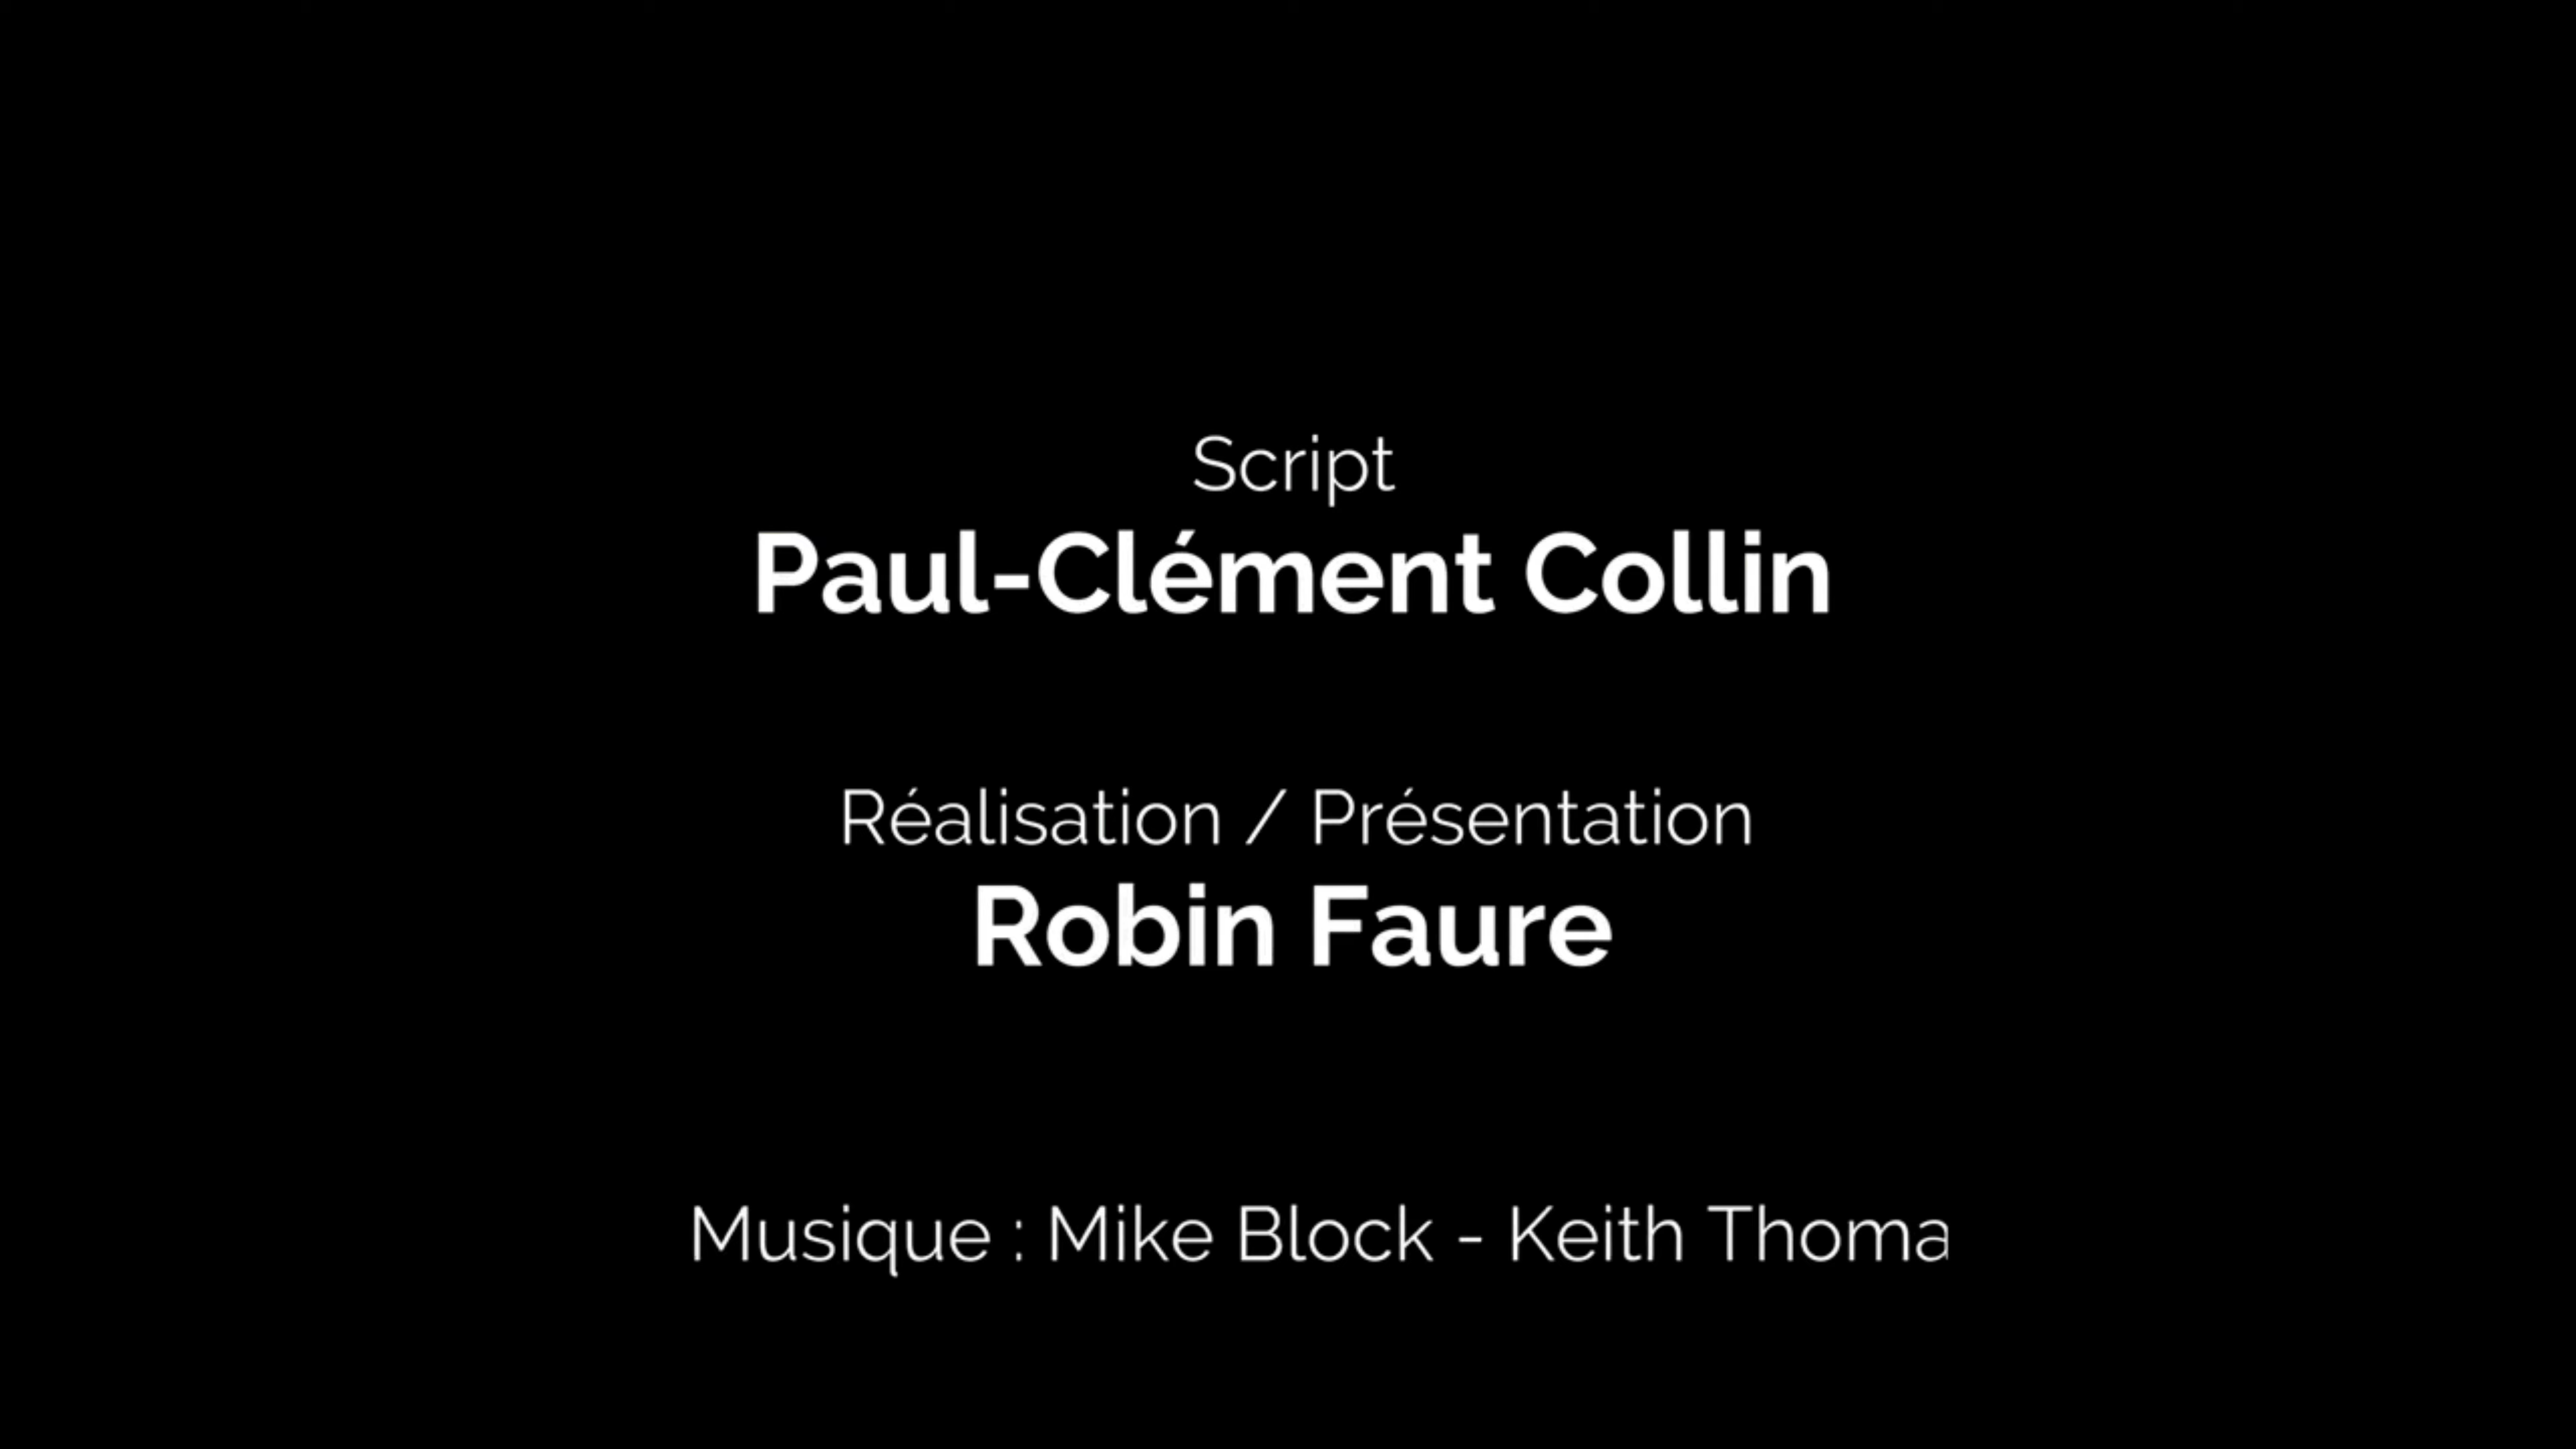 Script
Paul-Clément Collin
Réalisation / Présentation
Robin Faure
Musique : Mike Block - Keith Thoma